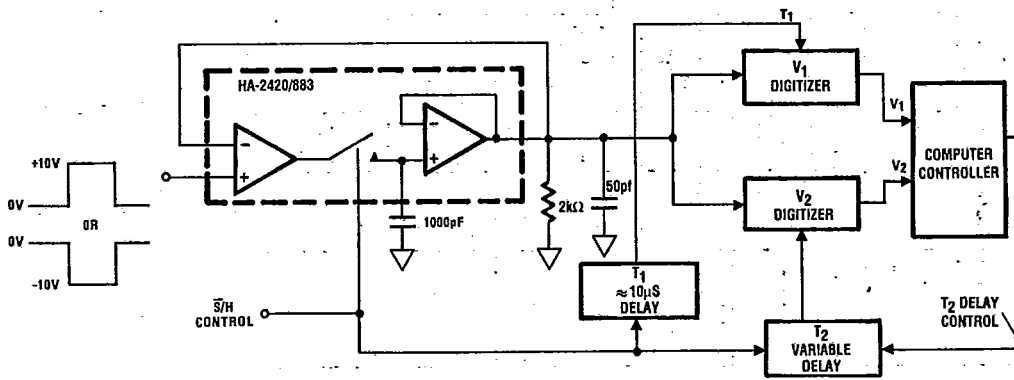 T1
HA-2420/883
V1
DIGITIZER
V1
COMPUTER
CONTROLLER
V2
V2
DIGITIZER
+10V
0V
OR
0V
-10V
-
+
-
+
1000pF
2kΩ
50pf
T1
≈10μS
DELAY
S̅/H
CONTROL
T2
VARIABLE
DELAY
T2 DELAY
CONTROL